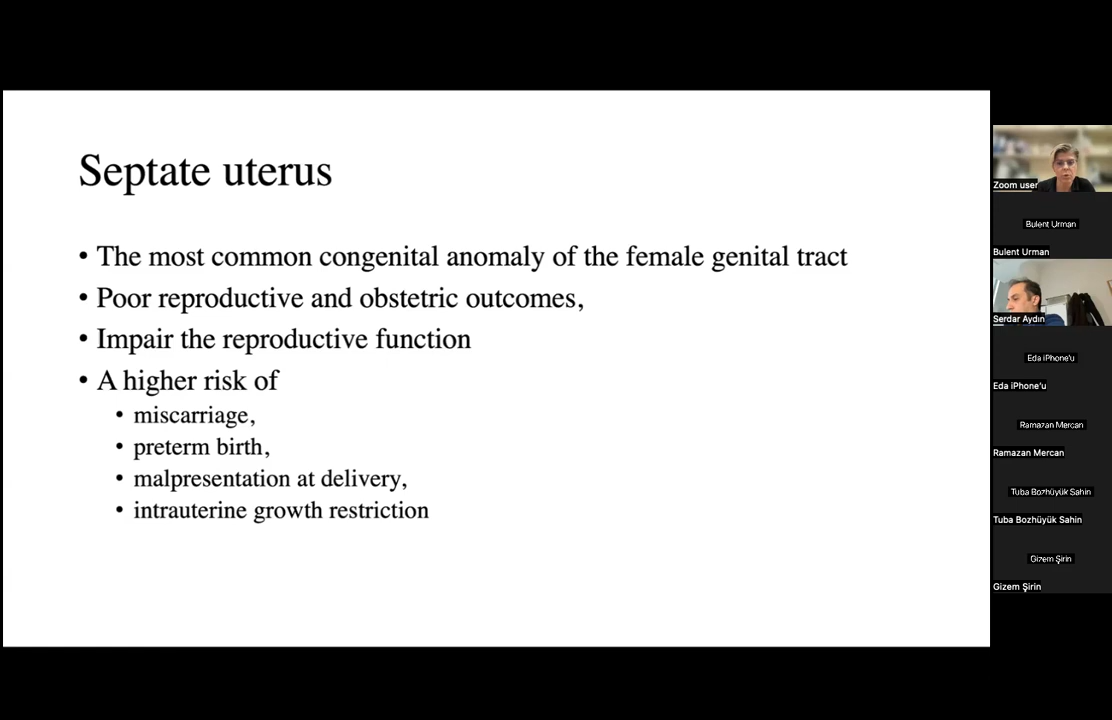 Septate uterus
• The most common congenital anomaly of the female genital tract
• Poor reproductive and obstetric outcomes,
• Impair the reproductive function
• A higher risk of
• miscarriage,
• preterm birth,
• malpresentation at delivery,
• intrauterine growth restriction
Zoom user
Bulent Urman
Bulent Urman
Serdar Aydın
Eda iPhone'u
Eda iPhone'u
Ramazan Mercan
Ramazan Mercan
Tuba Bozhüyük Sahin
Tuba Bozhüyük Sahin
Gizem Şirin
Gizem Şirin